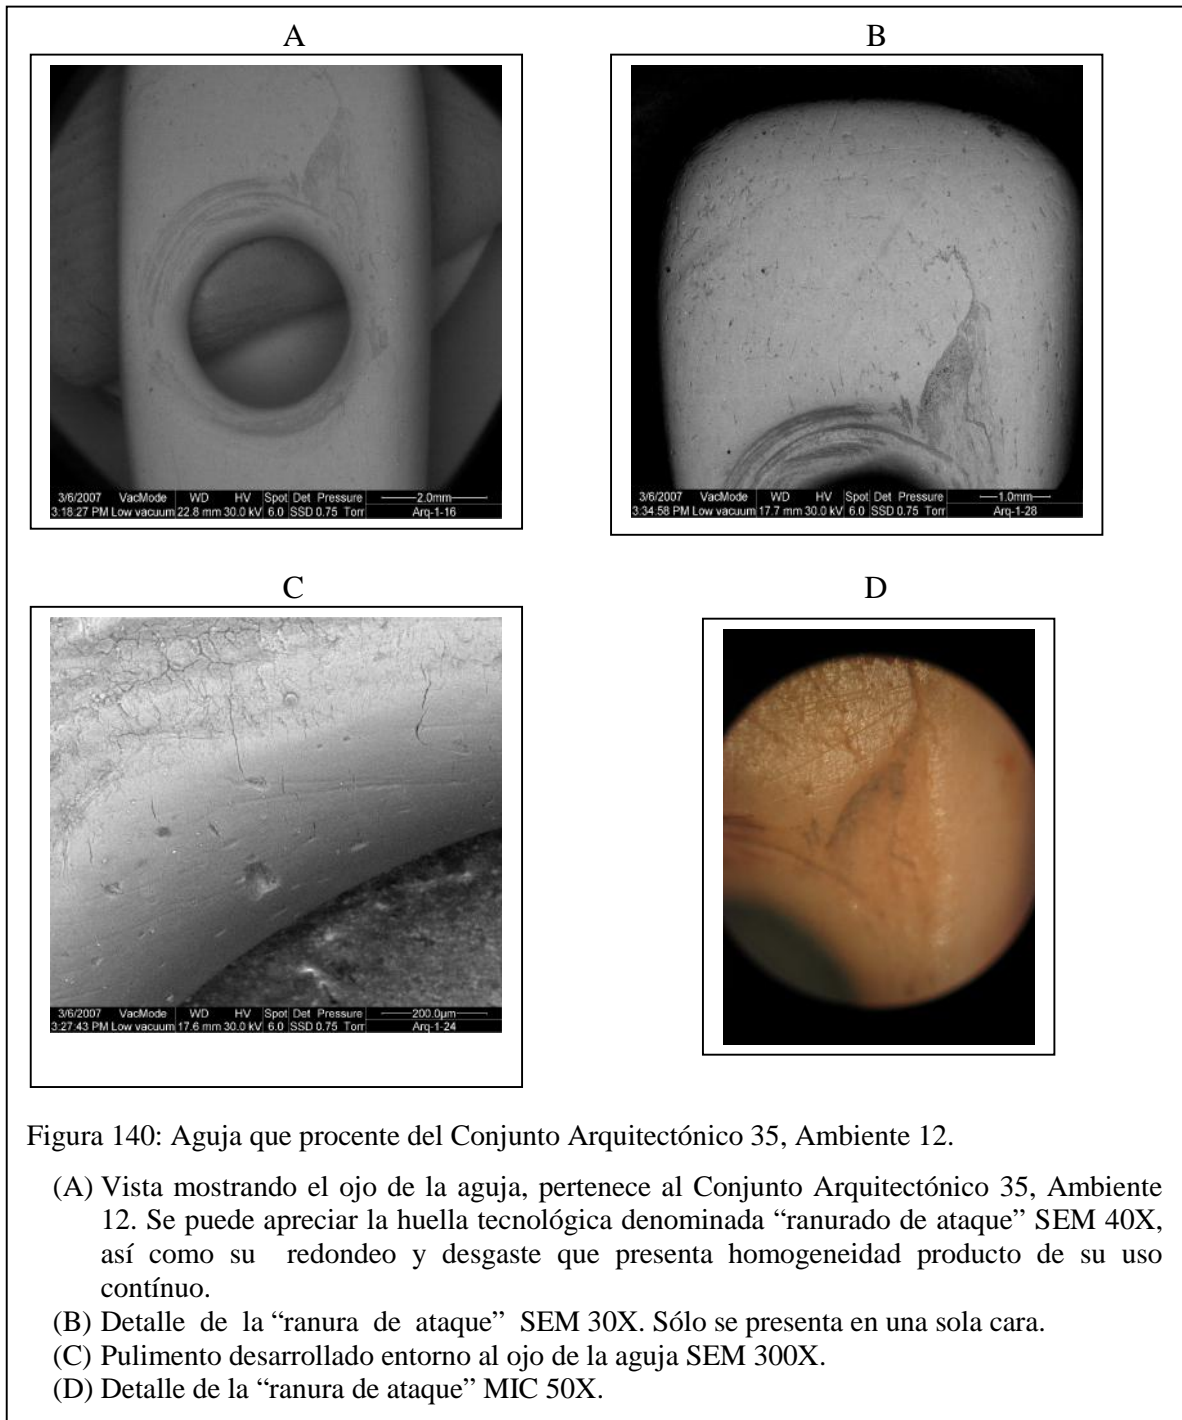 A
B
3/6/2007 VacMode WD HV Spot Det Pressure 2.0mm
3:18:27 PM Low vacuum 22.8 mm 30.0 kV 6.0 SSD 0.75 Torr Arq-1-16
3/6/2007 VacMode WD HV Spot Det Pressure 1.0mm
3:34:58 PM Low vacuum 17.7 mm 30.0 kV 6.0 SSD 0.75 Torr Arq-1-28
C
D
3/6/2007 VacMode WD HV Spot Det Pressure 200.0µm
3:27:43 PM Low vacuum 17.6 mm 30.0 kV 6.0 SSD 0.75 Torr Arq-1-24
Figura 140: Aguja que procente del Conjunto Arquitectónico 35, Ambiente 12.
(A) Vista mostrando el ojo de la aguja, pertenece al Conjunto Arquitectónico 35, Ambiente
12. Se puede apreciar la huella tecnológica denominada “ranurado de ataque” SEM 40X,
así como su redondeo y desgaste que presenta homogeneidad producto de su uso
contínuo.
(B) Detalle de la “ranura de ataque” SEM 30X. Sólo se presenta en una sola cara.
(C) Pulimento desarrollado entorno al ojo de la aguja SEM 300X.
(D) Detalle de la “ranura de ataque” MIC 50X.